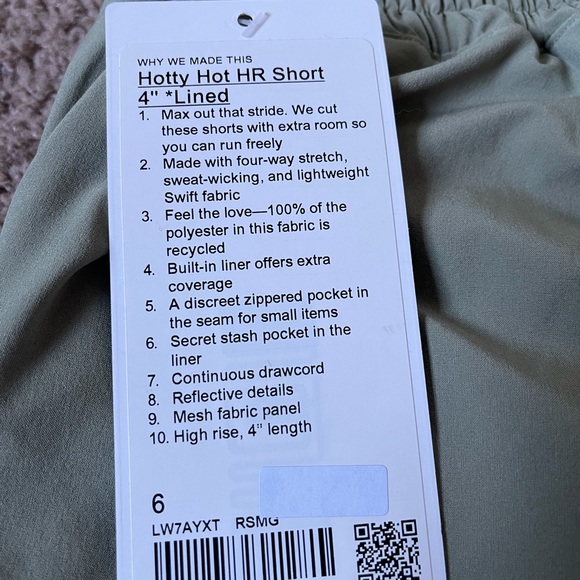 WHY WE MADE THIS
Hotty Hot HR Short
4" *Lined
1. Max out that stride. We cut
these shorts with extra room so
you can run freely
2. Made with four-way stretch,
sweat-wicking, and lightweight
Swift fabric
3. Feel the love—100% of the
polyester in this fabric is
recycled
4. Built-in liner offers extra
coverage
5. A discreet zippered pocket in
the seam for small items
6. Secret stash pocket in the
liner
7. Continuous drawcord
8. Reflective details
9. Mesh fabric panel
10. High rise, 4" length
6
LW7AYXT RSMG